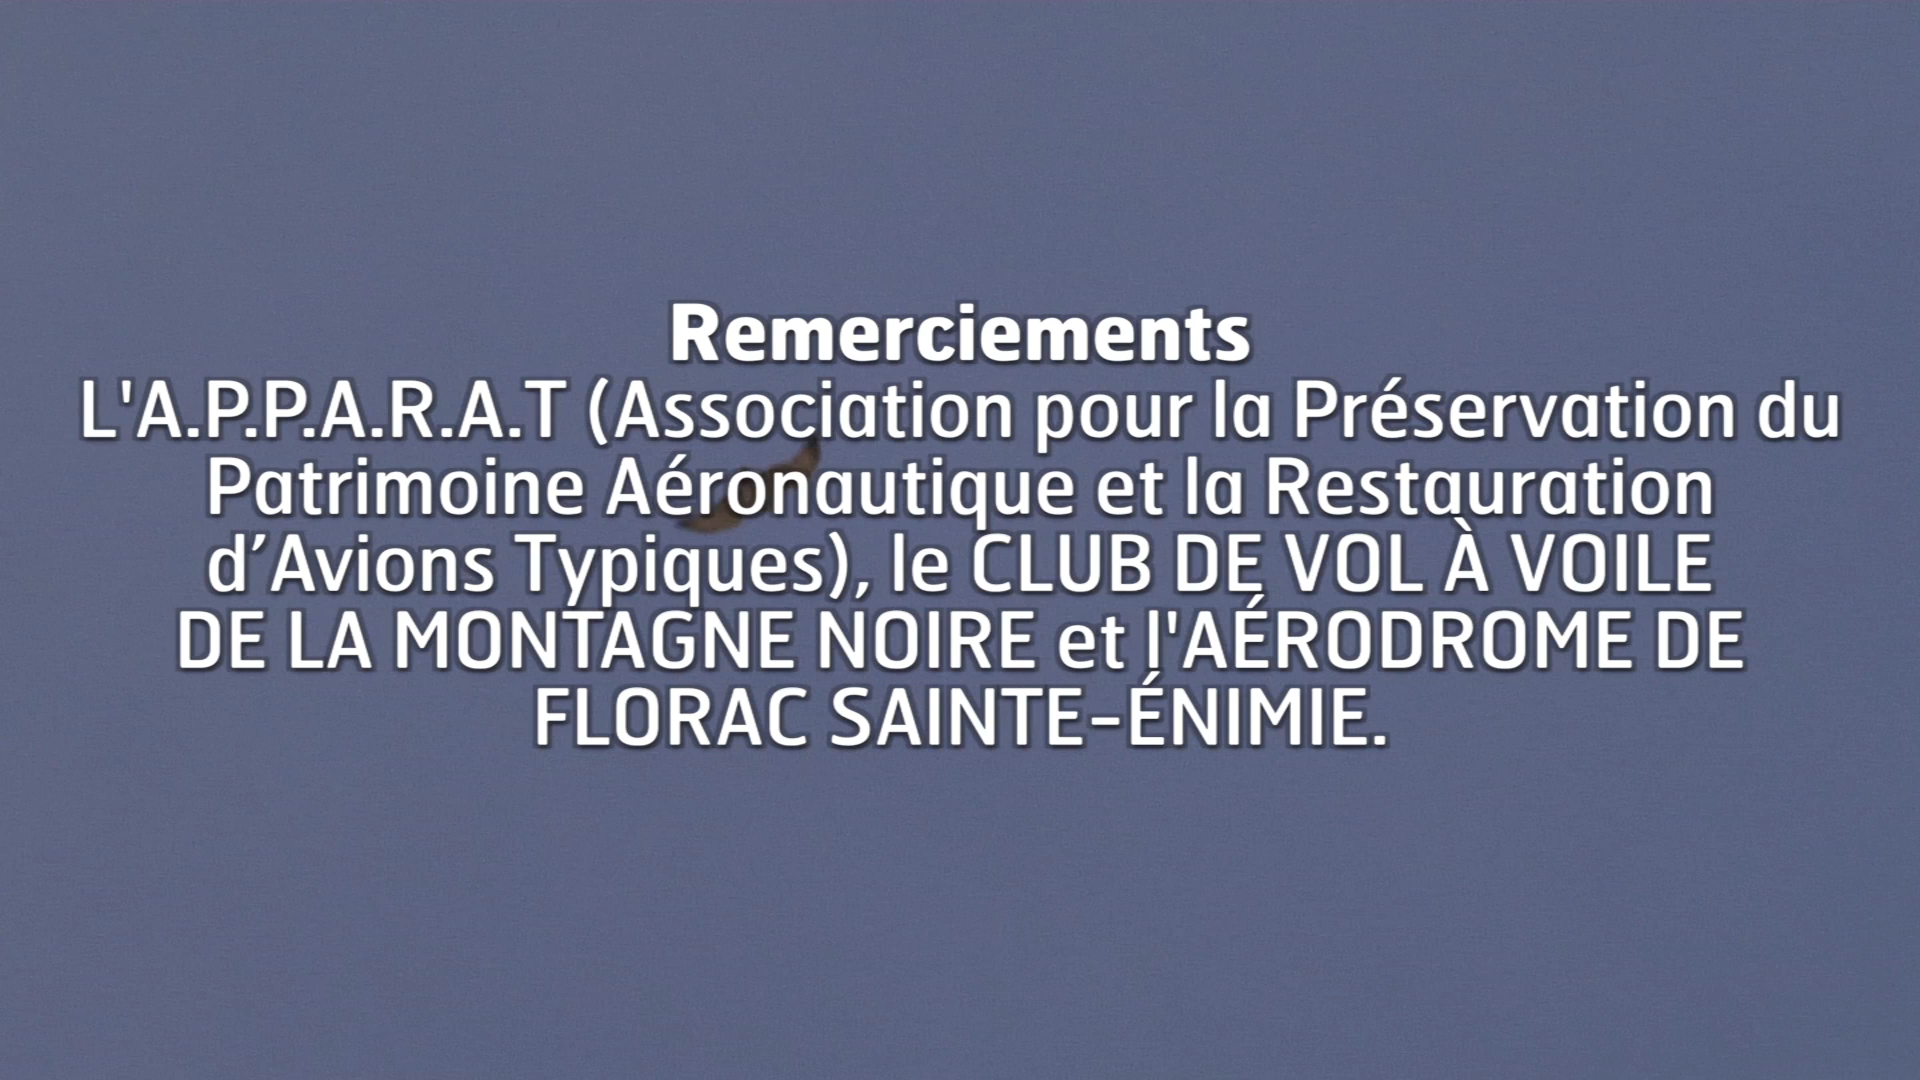 Remerciements
L'A.P.P.A.R.A.T (Association pour la Préservation du
Patrimoine Aéronautique et la Restauration
d’Avions Typiques), le CLUB DE VOL À VOILE
DE LA MONTAGNE NOIRE et l'AÉRODROME DE
FLORAC SAINTE-ÉNIMIE.